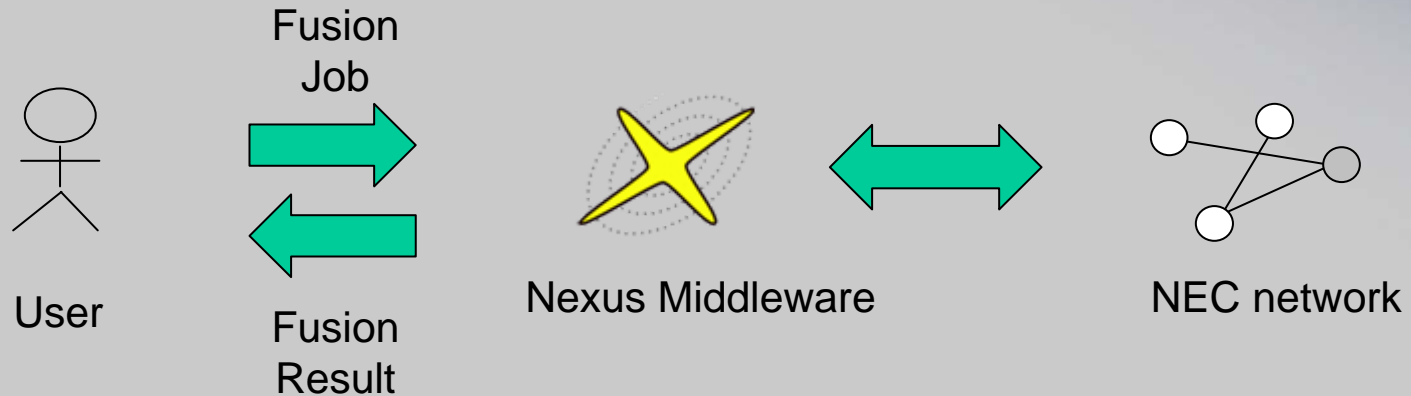 Fusion
Job
User
Fusion
Result
Nexus Middleware
NEC network